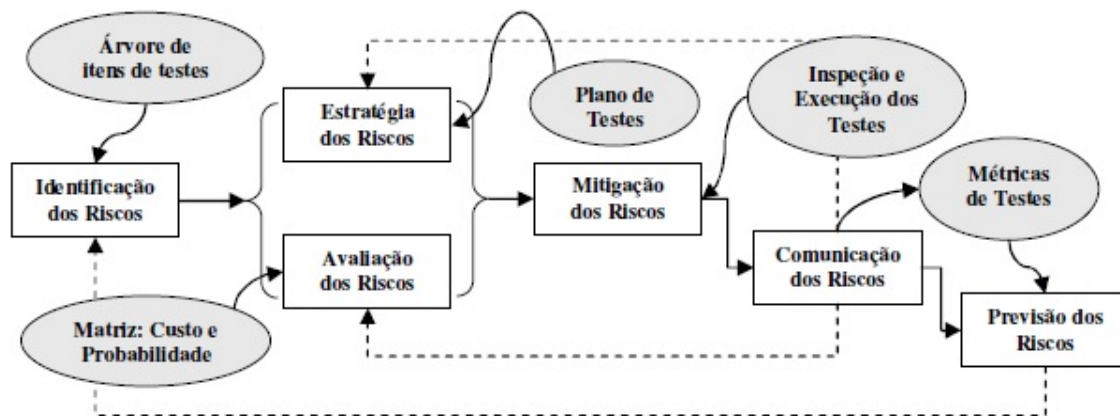 Árvore de
itens de testes
Estratégia
dos Riscos
Plano de
Testes
Inspeção e
Execução dos
Testes
Identificação
dos Riscos
Mitigação
dos Riscos
Métricas
de Testes
Avaliação
dos Riscos
Comunicação
dos Riscos
Matriz: Custo e
Probabilidade
Previsão dos
Riscos